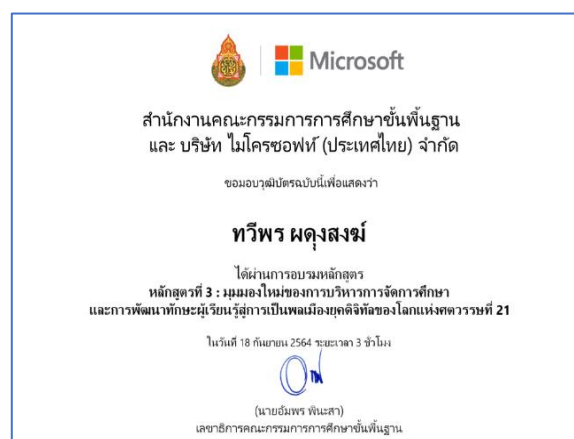 Microsoft
สำนักงานคณะกรรมการการศึกษาขั้นพื้นฐาน
และ บริษัท ไมโครซอฟท์ (ประเทศไทย) จำกัด
ขอมอบวุฒิบัตรฉบับนี้เพื่อแสดงว่า
ทวีพร ผดุงสงฆ์
ได้ผ่านการอบรมหลักสูตร
หลักสูตรที่ 3 : มุมมองใหม่ของการบริหารการจัดการศึกษา
และการพัฒนาทักษะผู้เรียนรู้สู่การเป็นพลเมืองยุคดิจิทัลของโลกแห่งศตวรรษที่ 21
ในวันที่ 18 กันยายน 2564 ระยะเวลา 3 ชั่วโมง
(นายอัมพร พินะสา)
เลขาธิการคณะกรรมการการศึกษาขั้นพื้นฐาน